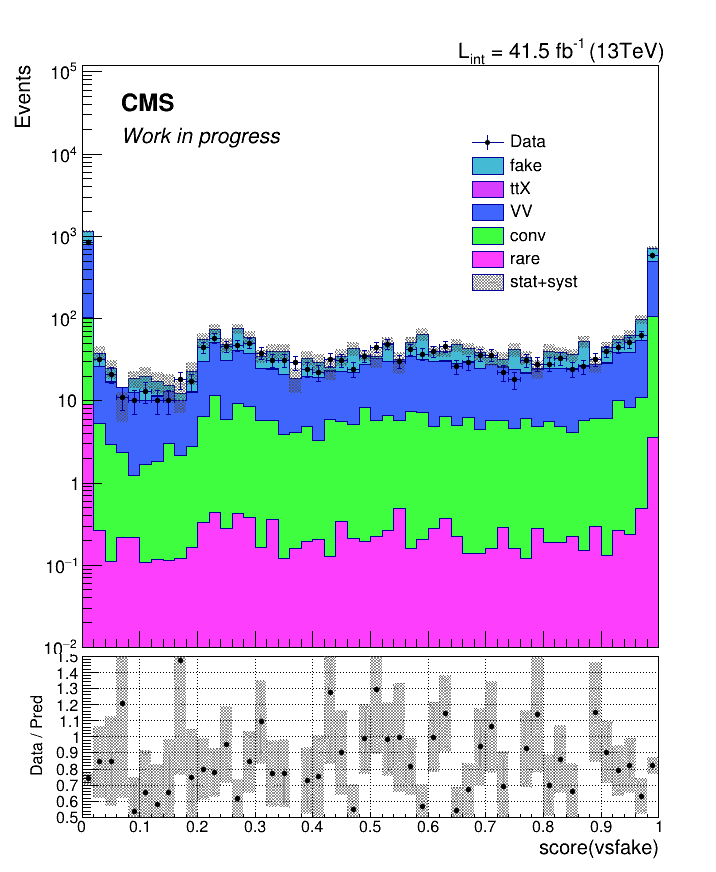 L_int = 41.5 fb^-1 (13TeV)
Events
10^5
10^4
10^3
10^2
10
1
10^−1
10^−2
CMS
Work in progress
Data
fake
ttX
VV
conv
rare
stat+syst
Data / Pred
1.5
1.4
1.3
1.2
1.1
1
0.9
0.8
0.7
0.6
0.5
0 0.1 0.2 0.3 0.4 0.5 0.6 0.7 0.8 0.9 1
score(vsfake)